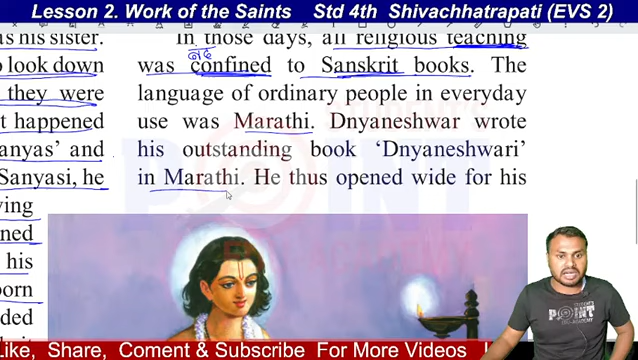 Lesson 2. Work of the Saints Std 4th Shivachhatrapati (EVS 2)
as his sister.
look down
they were
t happened
anyas’ and
Sanyasi, he
ving
ned
his
born
ded
In those days, all religious teaching
was confined to Sanskrit books. The
language of ordinary people in everyday
use was Marathi. Dnyaneshwar wrote
his outstanding book ‘Dnyaneshwari’
in Marathi. He thus opened wide for his
POINT
Like, Share, Coment & Subscribe For More Videos